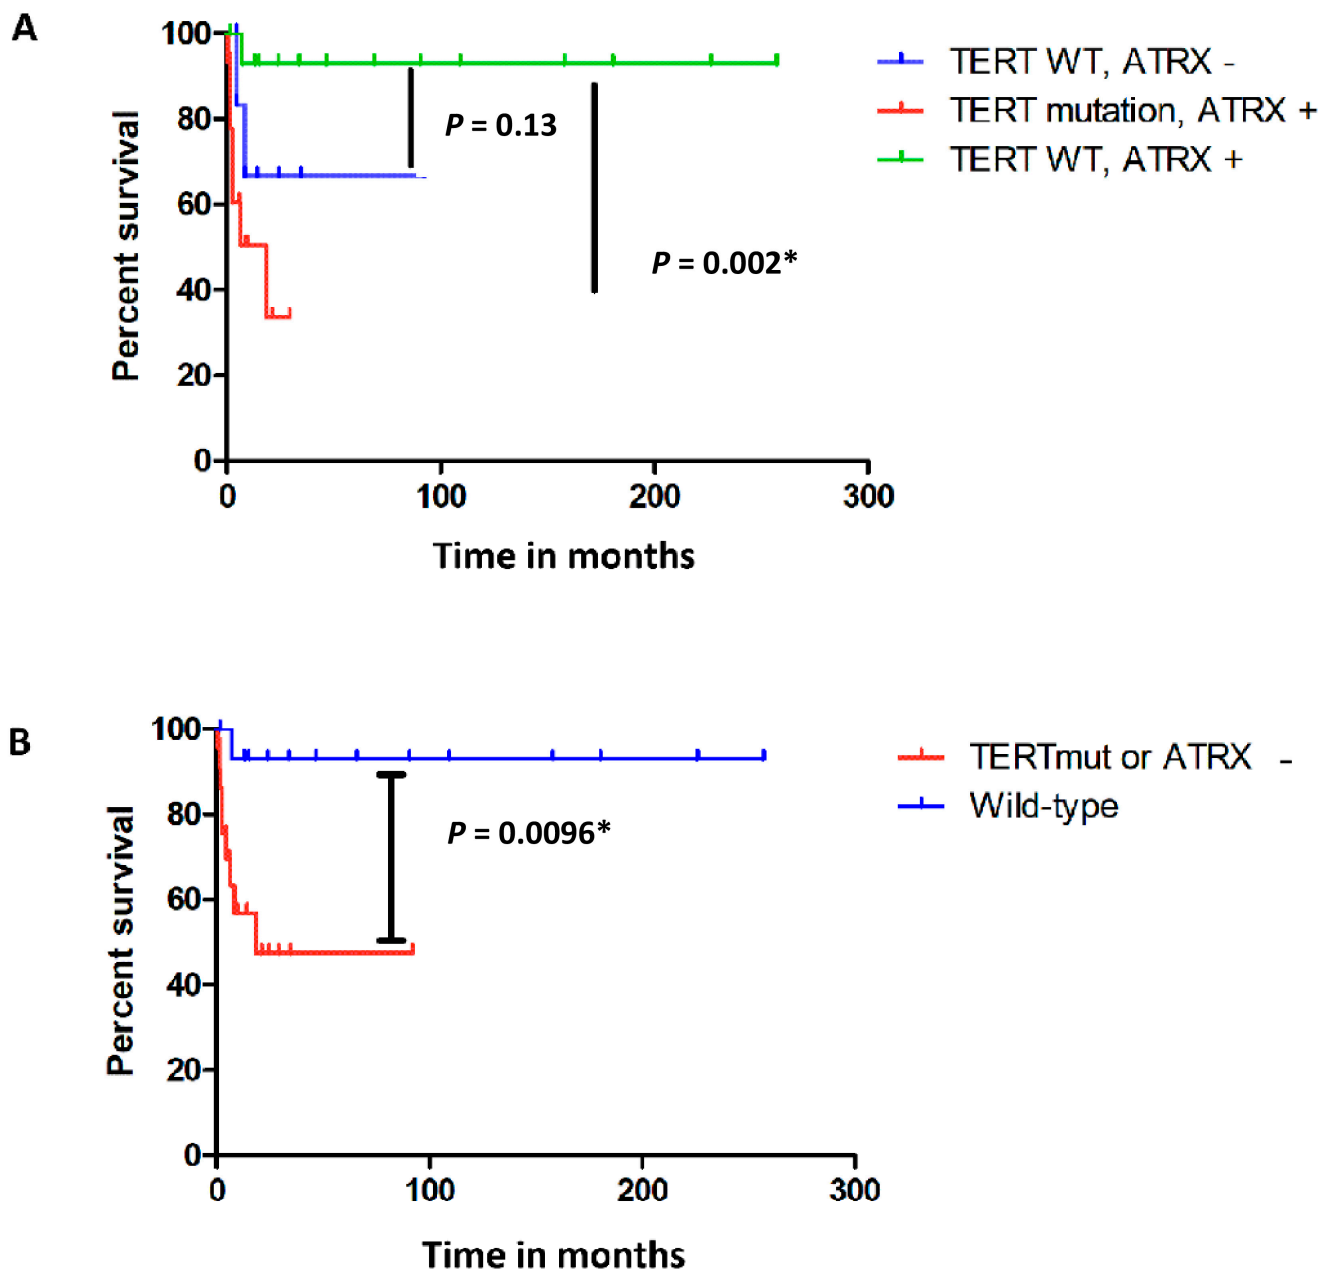 A
100
80
60
40
20
0
Percent survival
0 100 200 300
Time in months
P = 0.13
P = 0.002*
TERT WT, ATRX -
TERT mutation, ATRX +
TERT WT, ATRX +
B
100
80
60
40
20
0
Percent survival
0 100 200 300
Time in months
P = 0.0096*
TERTmut or ATRX -
Wild-type